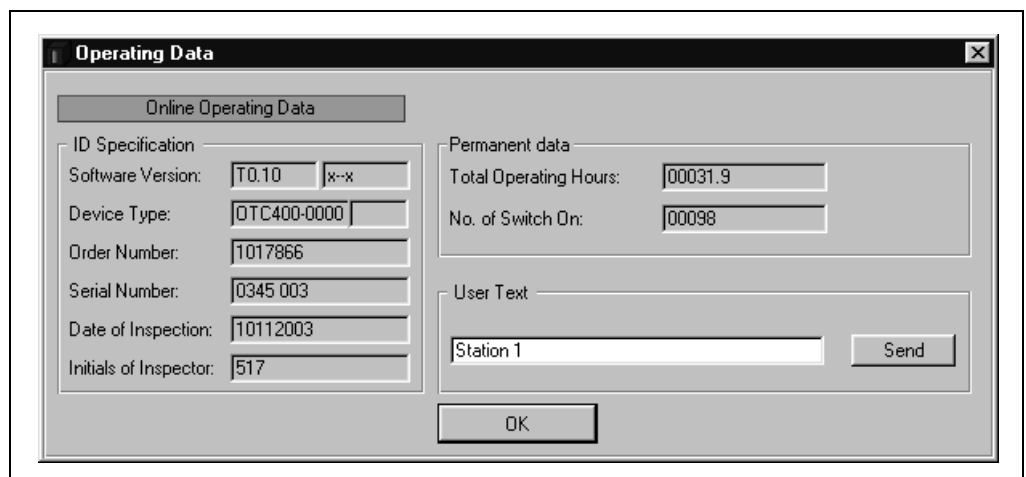 Operating Data
Online Operating Data
ID Specification
Software Version: T0.10 x--x
Device Type: OTC400-0000
Order Number: 1017866
Serial Number: 0345 003
Date of Inspection: 10112003
Initials of Inspector: 517
Permanent data
Total Operating Hours: 00031.9
No. of Switch On: 00098
User Text
Station 1 Send
OK